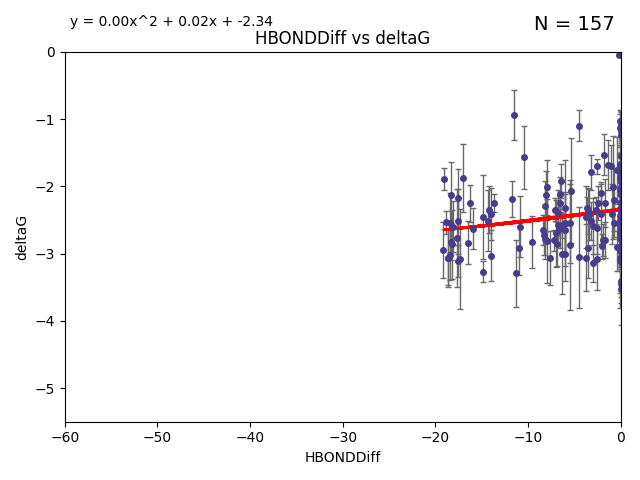 y = 0.00x^2 + 0.02x + -2.34
N = 157
HBONDDiff vs deltaG
0
−1
−2
−3
−4
−5
deltaG
−60
−50
−40
−30
−20
−10
0
HBONDDiff